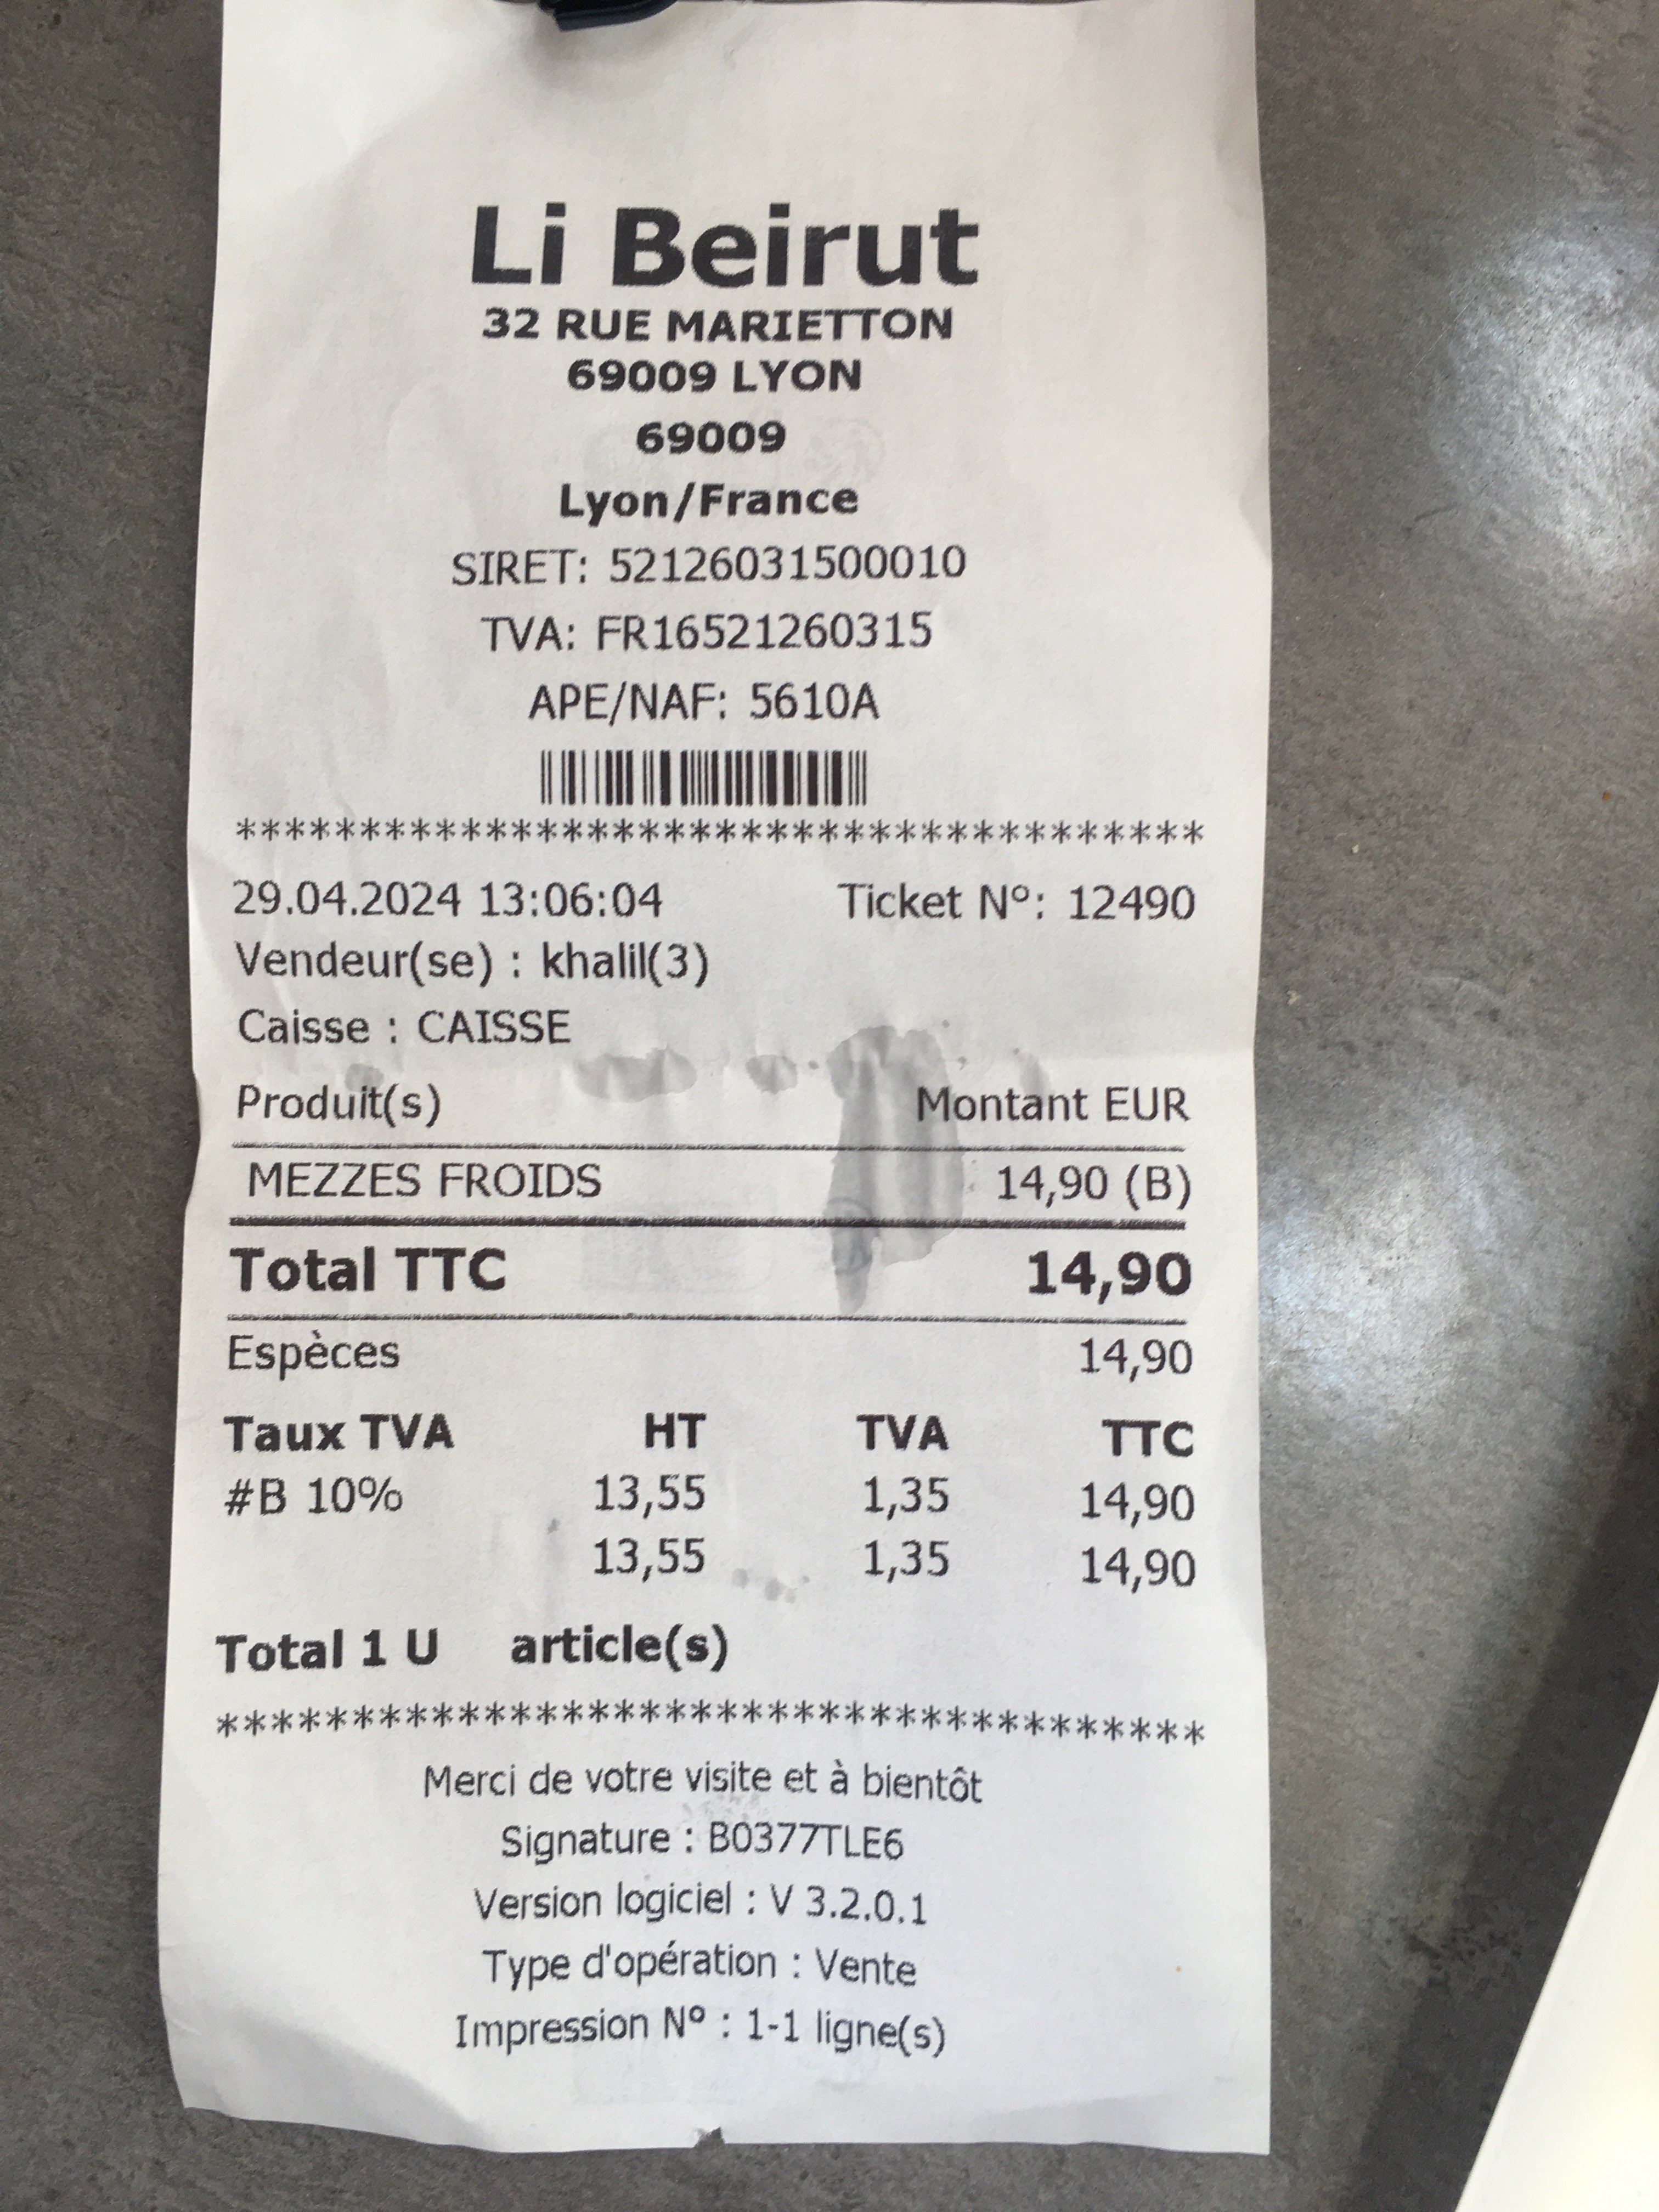 Li Beirut
32 RUE MARIETTON
69009 LYON
69009
Lyon/France
SIRET: 52126031500010
TVA: FR16521260315
APE/NAF: 5610A
***************************************
29.04.2024 13:06:04 Ticket N°: 12490
Vendeur(se) : khalil(3)
Caisse : CAISSE
Produit(s) Montant EUR
MEZZES FROIDS 14,90 (B)
Total TTC 14,90
Espèces 14,90
Taux TVA HT TVA TTC
#B 10% 13,55 1,35 14,90
13,55 1,35 14,90
Total 1 U article(s)
***************************************
Merci de votre visite et à bientôt
Signature : B0377TLE6
Version logiciel : V 3.2.0.1
Type d'opération : Vente
Impression N° : 1-1 ligne(s)